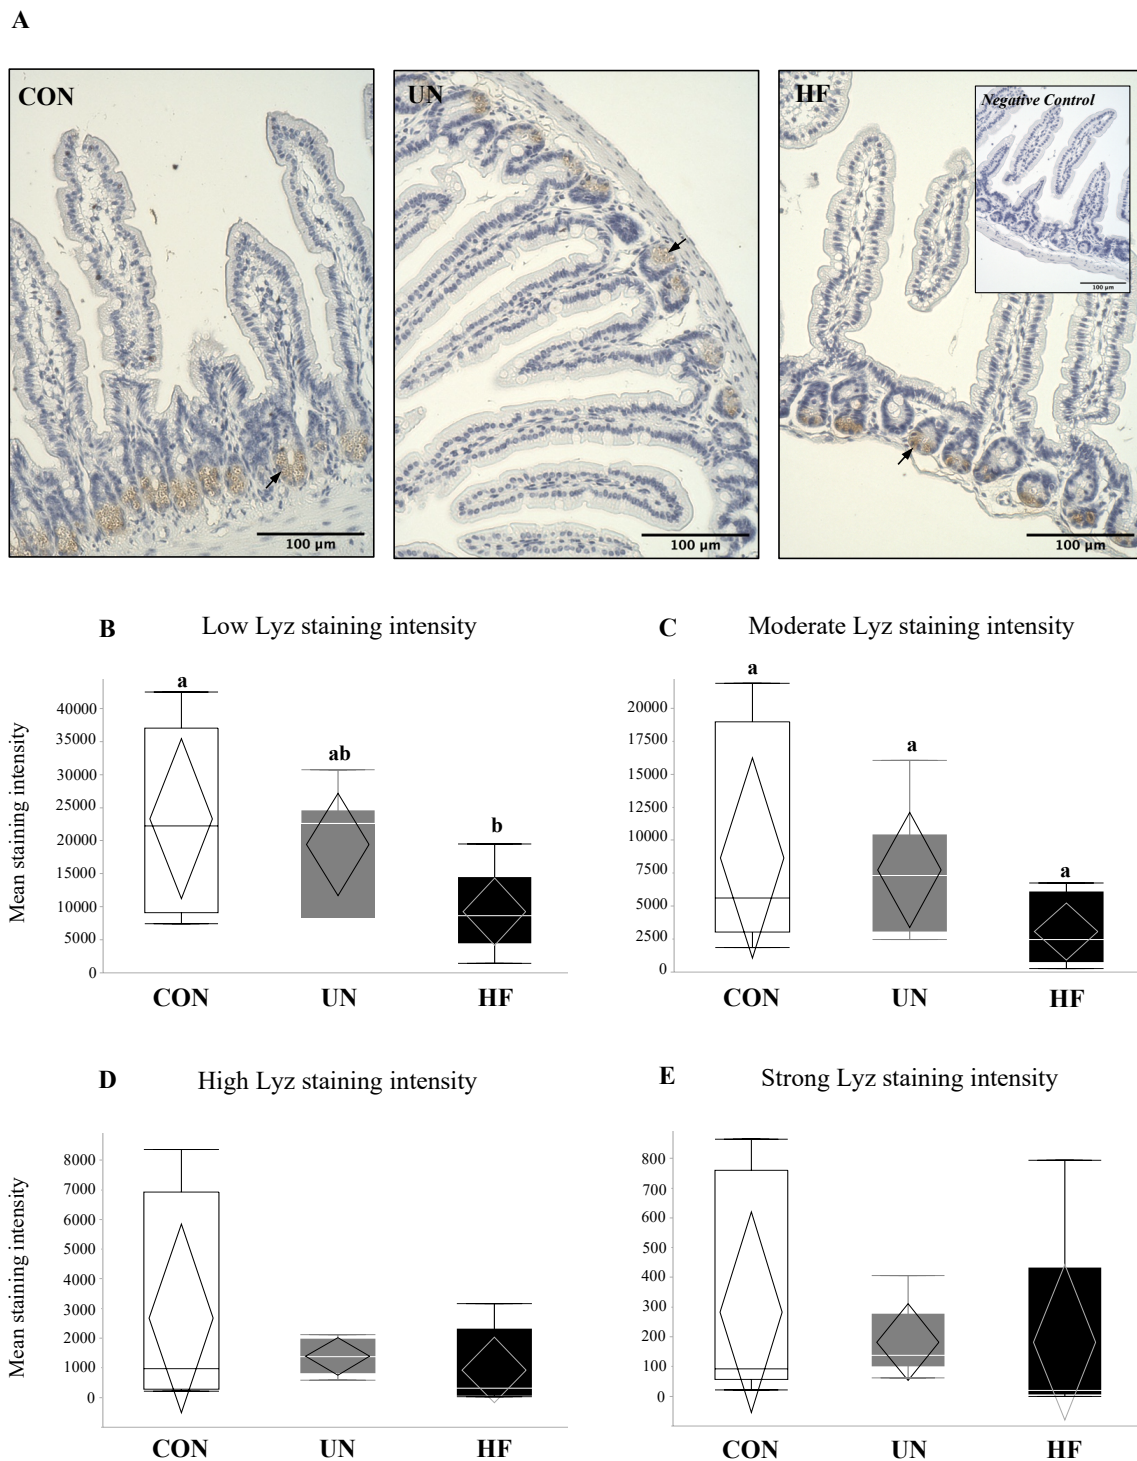 A
CON
UN
HF
Negative Control
100 µm
100 µm
100 µm
100 µm
B Low Lyz staining intensity
Mean staining intensity
40000
35000
30000
25000
20000
15000
10000
5000
0
a
ab
b
CON UN HF
C Moderate Lyz staining intensity
20000
17500
15000
12500
10000
7500
5000
2500
0
a
a
a
CON UN HF
D High Lyz staining intensity
Mean staining intensity
8000
7000
6000
5000
4000
3000
2000
1000
0
CON UN HF
E Strong Lyz staining intensity
800
700
600
500
400
300
200
100
0
CON UN HF